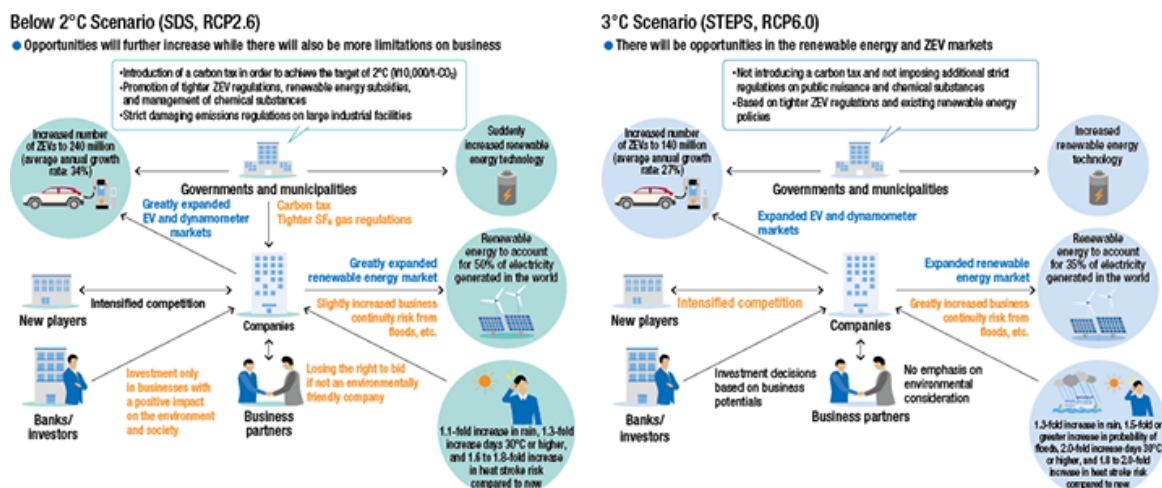 Below 2°C Scenario (SDS, RCP2.6)
● Opportunities will further increase while there will also be more limitations on business
•Introduction of a carbon tax in order to achieve the target of 2°C (¥10,000/t-CO₂)
•Promotion of tighter ZEV regulations, renewable energy subsidies,
and management of chemical substances
•Strict damaging emissions regulations on large industrial facilities
Increased number
of ZEVs to 240 million
(average annual growth
rate: 34%)
Suddenly
increased renewable
energy technology
Governments and municipalities
Greatly expanded
EV and dynamometer
markets
Carbon tax
Tighter SF₆ gas regulations
Renewable
energy to account
for 50% of electricity
generated in the world
Greatly expanded
renewable energy market
Intensified competition
New players
Slightly increased business
continuity risk from
floods, etc.
Companies
Investment only
in businesses with
a positive impact
on the environment
and society
Losing the right to bid
if not an environmentally
friendly company
Banks/
investors
Business
partners
1.1-fold increase in rain, 1.3-fold
increase days 30°C or higher,
and 1.6 to 1.8-fold increase
in heat stroke risk
compared to now
3°C Scenario (STEPS, RCP6.0)
● There will be opportunities in the renewable energy and ZEV markets
•Not introducing a carbon tax and not imposing additional strict
regulations on public nuisance and chemical substances
•Based on tighter ZEV regulations and existing renewable energy
policies
Increased number
of ZEVs to 140 million
(average annual growth
rate: 27%)
Increased
renewable energy
technology
Governments and municipalities
Expanded EV and dynamometer
markets
Renewable
energy to account
for 35% of electricity
generated in the world
Expanded renewable
energy market
Intensified competition
New players
Greatly increased business
continuity risk from
floods, etc.
Companies
Investment decisions
based on business
potentials
No emphasis on
environmental
consideration
Banks/
investors
Business partners
1.3-fold increase in rain, 1.5-fold or
greater increase in probability of
floods, 2.0-fold increase days 30°C
or higher, and 1.8 to 2.0-fold
increase in heat stroke risk
compared to now